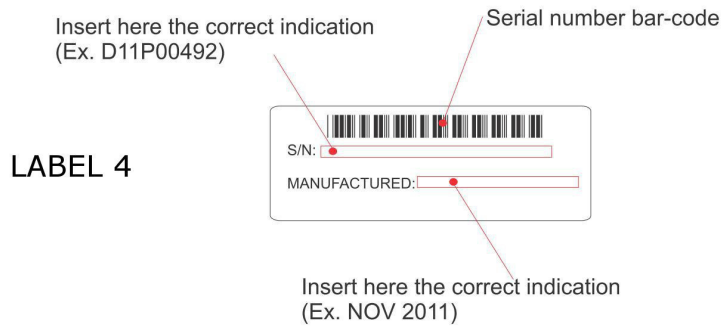 Insert here the correct indication
(Ex. D11P00492)
Serial number bar-code
S/N:
LABEL 4
MANUFACTURED:
Insert here the correct indication
(Ex. NOV 2011)